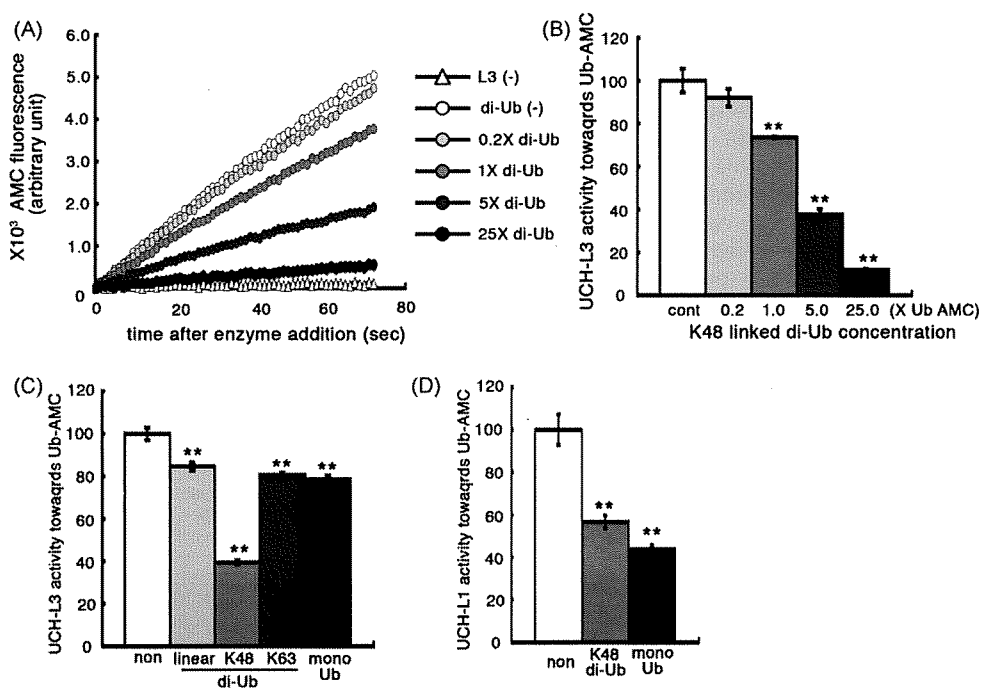 (A)
6.0
5.0
4.0
3.0
2.0
1.0
0
X10³ AMC fluorescence
(arbitrary unit)
0 20 40 60 80
time after enzyme addition (sec)
L3 (-)
di-Ub (-)
0.2X di-Ub
1X di-Ub
5X di-Ub
25X di-Ub
(B)
UCH-L3 activity towaqrds Ub-AMC
120
100
80
60
40
20
0
**
**
**
cont 0.2 1.0 5.0 25.0 (X Ub AMC)
K48 linked di-Ub concentration
(C)
UCH-L3 activity towaqrds Ub-AMC
120
100
80
60
40
20
0
**
**
**
**
non linear K48 K63 mono
Ub
di-Ub
(D)
UCH-L1 activity towaqrds Ub-AMC
120
100
80
60
40
20
0
**
**
non K48 mono
di-Ub Ub